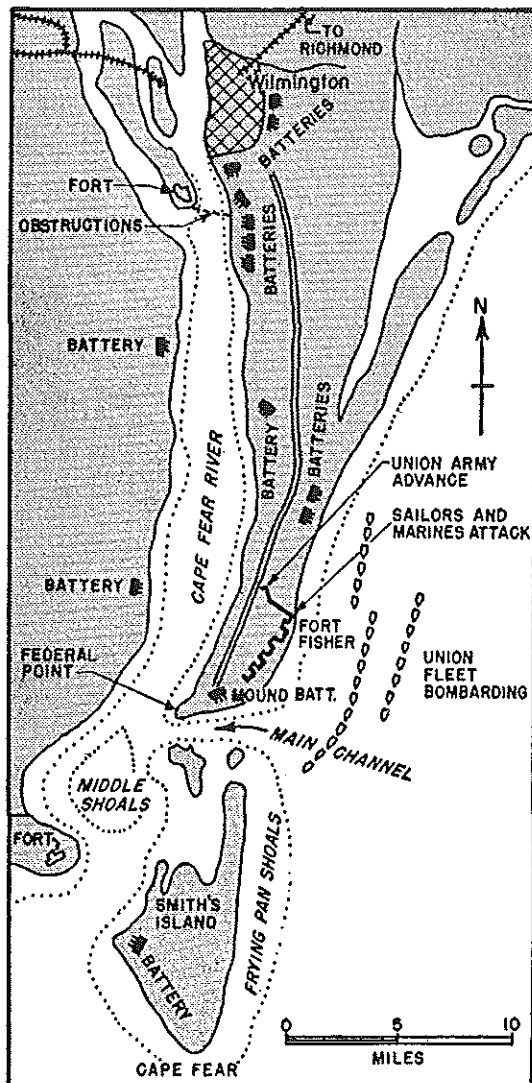 TO
RICHMOND
Wilmington
BATTERIES
FORT
OBSTRUCTIONS
BATTERIES
N
BATTERY
BATTERY
BATTERIES
UNION ARMY
ADVANCE
CAPE FEAR RIVER
SAILORS AND
MARINES ATTACK
BATTERY
FORT
FISHER
UNION
FLEET
BOMBARDING
FEDERAL
POINT
MOUND BATT.
MAIN CHANNEL
MIDDLE
SHOALS
FORT
FRYING PAN SHOALS
SMITH'S
ISLAND
BATTERY
CAPE FEAR
0 5 10
MILES